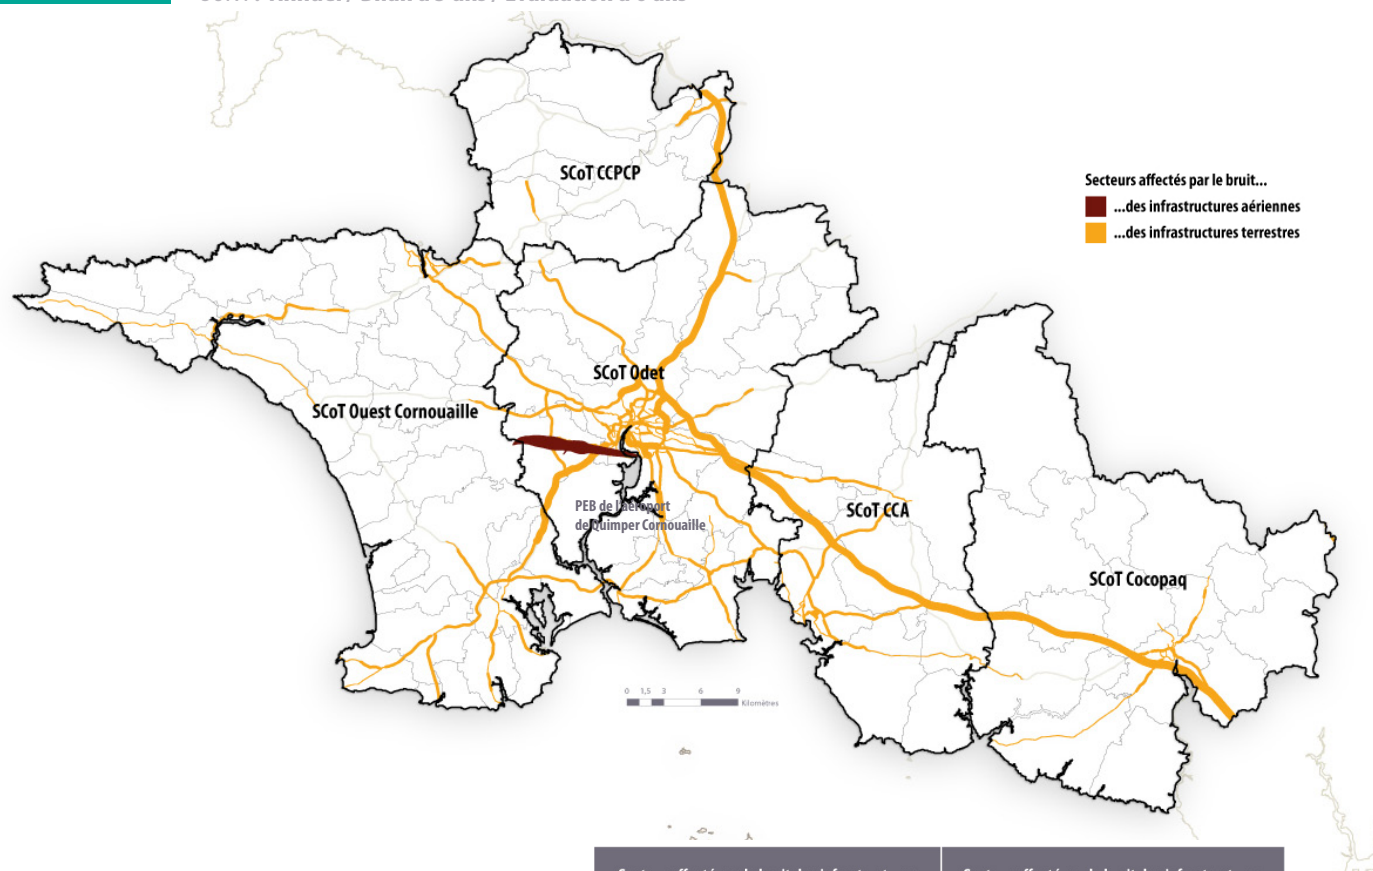 SCoT CCPCP
Secteurs affectés par le bruit...
...des infrastructures aériennes
...des infrastructures terrestres
SCoT Odet
SCoT Ouest Cornouaille
PEB de l'aéroport
de Quimper Cornouaille
SCoT CCA
SCoT Cocopaq
0 1,5 3 6 9
Kilomètres